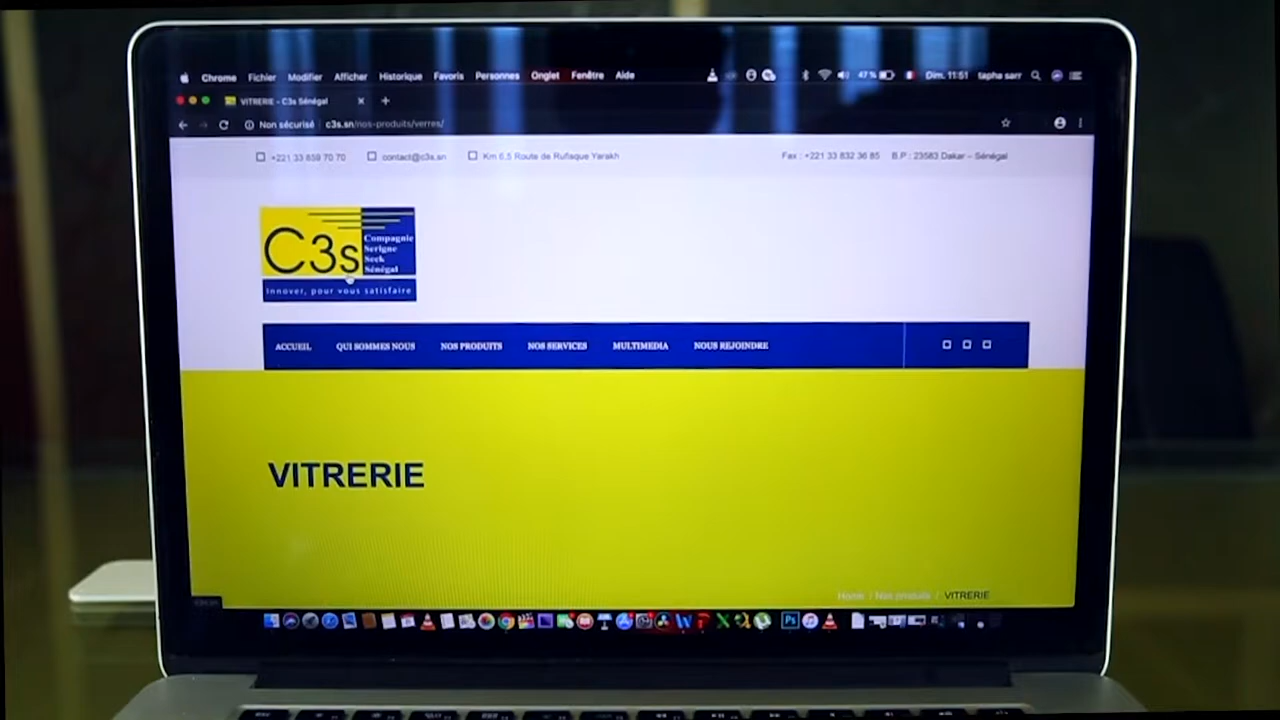 Chrome Fichier Modifier Afficher Historique Favoris Personnes Onglet Fenêtre Aide 47 % Dim. 11:51 tapha sarr
VITRERIE - C3s Sénégal
Non sécurisé c3s.sn/nos-produits/verres/
+221 33 859 70 70 contact@c3s.sn Km 6,5 Route de Rufisque Yarakh Fax : +221 33 832 36 85 B.P : 23583 Dakar – Sénégal
C3s
Compagnie
Serigne
Seck
Sénégal
Innover, pour vous satisfaire
ACCUEIL QUI SOMMES NOUS NOS PRODUITS NOS SERVICES MULTIMEDIA NOUS REJOINDRE
VITRERIE
Home / Nos produits / VITRERIE